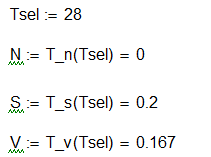 Tsel := 28
N := T_n(Tsel) = 0
S := T_s(Tsel) = 0.2
V := T_v(Tsel) = 0.167